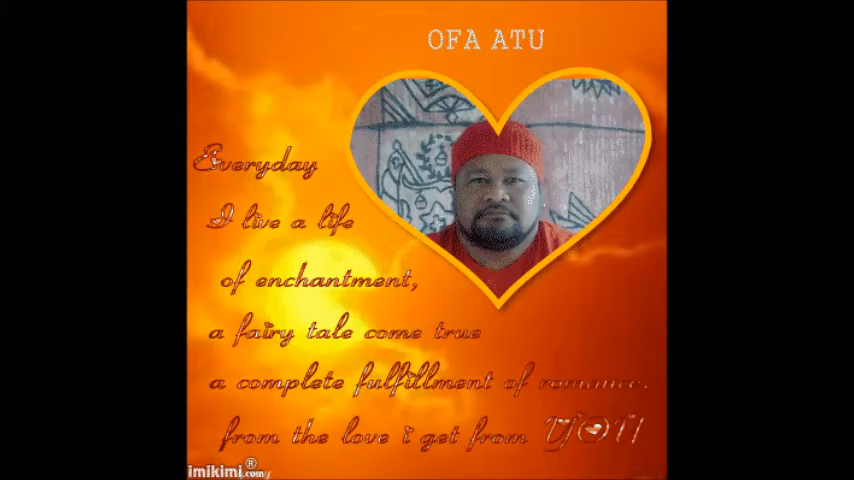 OFA ATU
Everyday
I live a life
of enchantment,
a fairy tale come true
a complete fulfillment of romance.
from the love i get from YOU
imikimi.com®